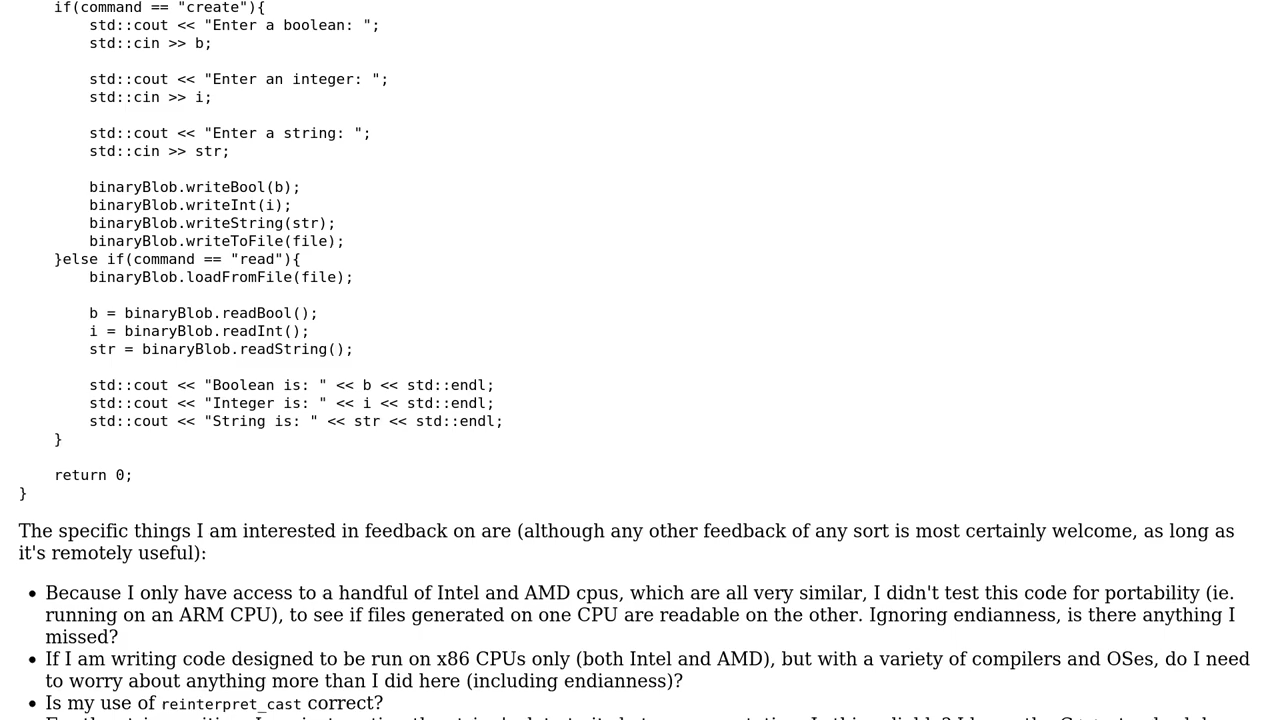 if(command == "create"){
std::cout << "Enter a boolean: ";
std::cin >> b;
std::cout << "Enter an integer: ";
std::cin >> i;
std::cout << "Enter a string: ";
std::cin >> str;
binaryBlob.writeBool(b);
binaryBlob.writeInt(i);
binaryBlob.writeString(str);
binaryBlob.writeToFile(file);
}else if(command == "read"){
binaryBlob.loadFromFile(file);
b = binaryBlob.readBool();
i = binaryBlob.readInt();
str = binaryBlob.readString();
std::cout << "Boolean is: " << b << std::endl;
std::cout << "Integer is: " << i << std::endl;
std::cout << "String is: " << str << std::endl;
}
return 0;
}
The specific things I am interested in feedback on are (although any other feedback of any sort is most certainly welcome, as long as
it's remotely useful):
• Because I only have access to a handful of Intel and AMD cpus, which are all very similar, I didn't test this code for portability (ie.
running on an ARM CPU), to see if files generated on one CPU are readable on the other. Ignoring endianness, is there anything I
missed?
• If I am writing code designed to be run on x86 CPUs only (both Intel and AMD), but with a variety of compilers and OSes, do I need
to worry about anything more than I did here (including endianness)?
• Is my use of reinterpret_cast correct?